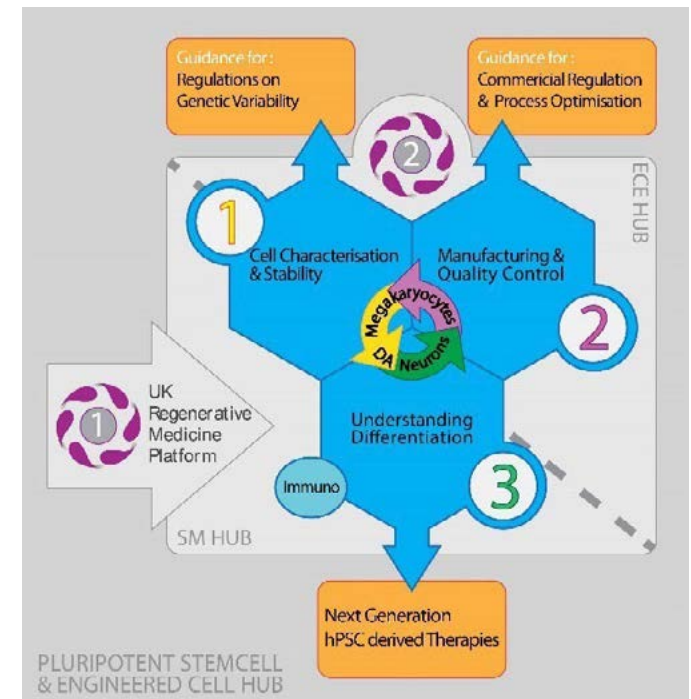 Guidance for :
Regulations on
Genetic Variability
Guidance for :
Commericial Regulation
& Process Optimisation
2
ECE HUB
1
Cell Characterisation
& Stability
Manufacturing &
Quality Control
2
Megakaryocytes
DA Neurons
1
UK
Regenerative
Medicine
Platform
Understanding
Differentiation
Immuno
3
SM HUB
Next Generation
hPSC derived Therapies
PLURIPOTENT STEMCELL
& ENGINEERED CELL HUB